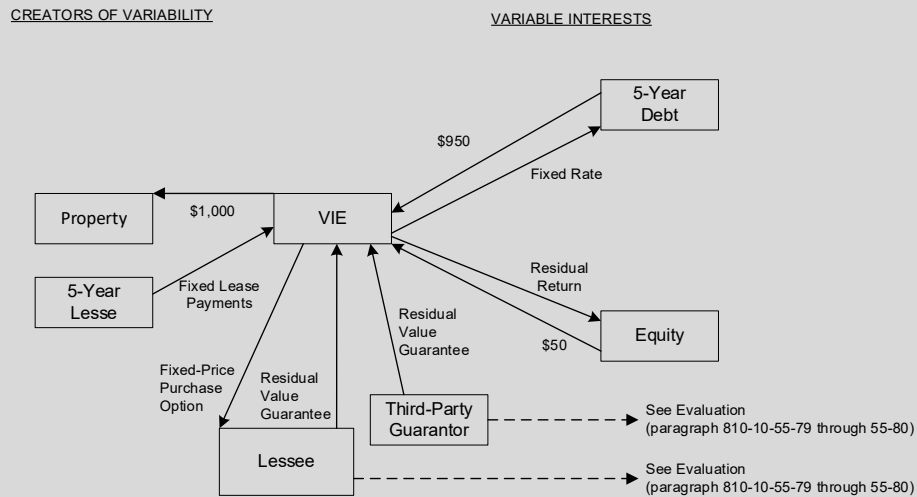 CREATORS OF VARIABILITY
VARIABLE INTERESTS
5-Year
Debt
$950
Fixed Rate
Property
$1,000
VIE
5-Year
Lesse
Fixed Lease
Payments
Residual
Return
Equity
$50
Residual
Value
Guarantee
Fixed-Price
Purchase
Option
Residual
Value
Guarantee
Third-Party
Guarantor
See Evaluation
(paragraph 810-10-55-79 through 55-80)
Lessee
See Evaluation
(paragraph 810-10-55-79 through 55-80)